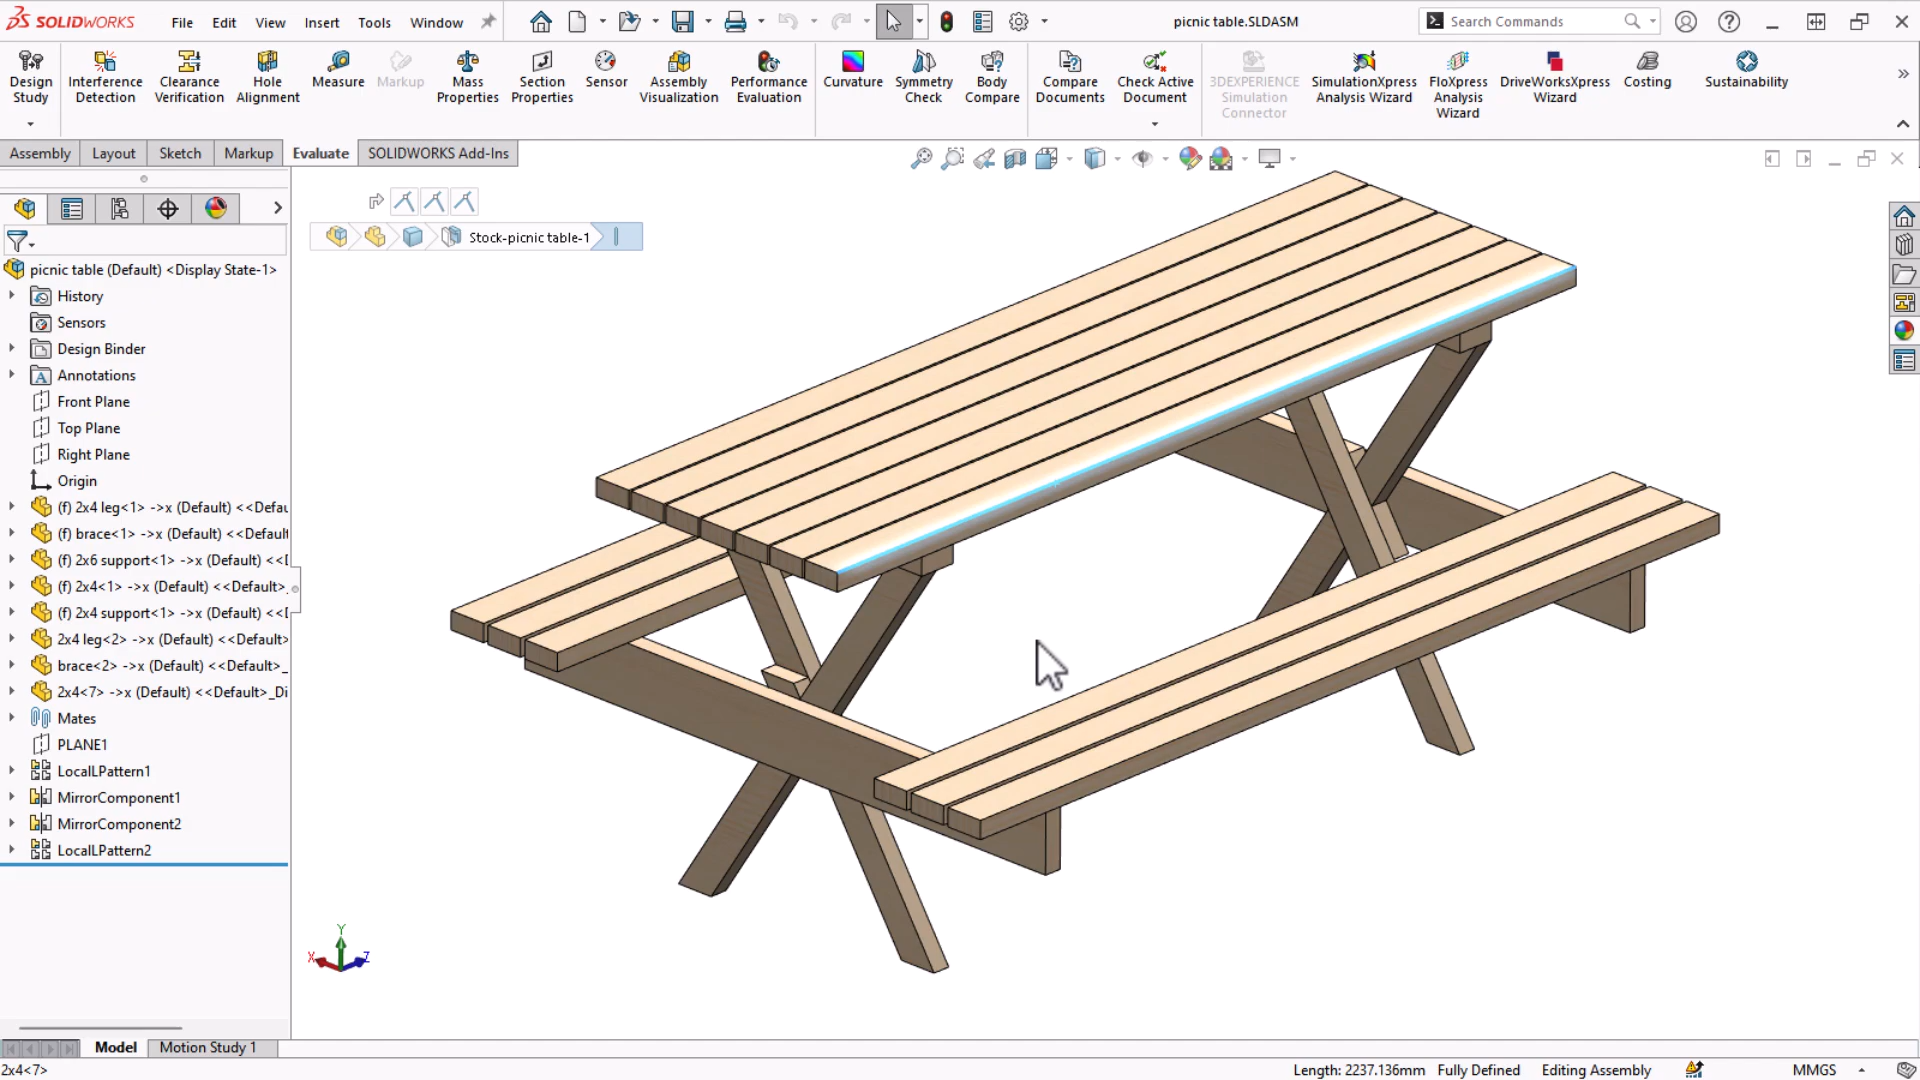 SOLIDWORKS File Edit View Insert Tools Window picnic table.SLDASM Search Commands
Design Study
Interference Detection
Clearance Verification
Hole Alignment
Measure
Markup
Mass Properties
Section Properties
Sensor
Assembly Visualization
Performance Evaluation
Curvature
Symmetry Check
Body Compare
Compare Documents
Check Active Document
3DEXPERIENCE Simulation Connector
SimulationXpress Analysis Wizard
FloXpress Analysis Wizard
DriveWorksXpress Wizard
Costing
Sustainability
Assembly Layout Sketch Markup Evaluate SOLIDWORKS Add-Ins
Stock-picnic table-1
picnic table (Default) <Display State-1>
History
Sensors
Design Binder
Annotations
Front Plane
Top Plane
Right Plane
Origin
(f) 2x4 leg<1> ->x (Default) <<Defau
(f) brace<1> ->x (Default) <<Default
(f) 2x6 support<1> ->x (Default) <<D
(f) 2x4<1> ->x (Default) <<Default>_
(f) 2x4 support<1> ->x (Default) <<D
2x4 leg<2> ->x (Default) <<Default>
brace<2> ->x (Default) <<Default>_
2x4<7> ->x (Default) <<Default>_Di
Mates
PLANE1
LocalLPattern1
MirrorComponent1
MirrorComponent2
LocalLPattern2
Y
X Z
Model Motion Study 1
2x4<7> Length: 2237.136mm Fully Defined Editing Assembly MMGS